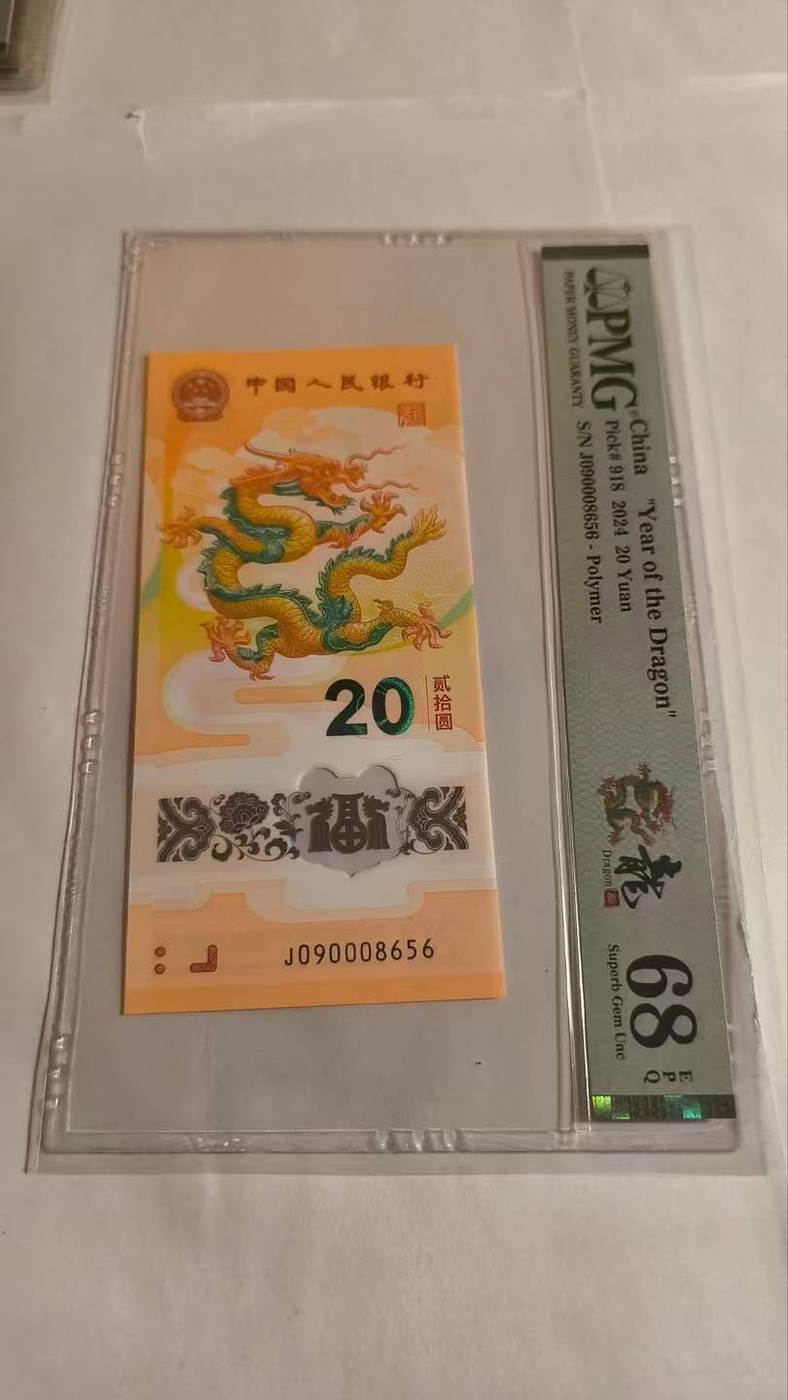 中国人民银行
20
贰拾圆
J090008656
PMG
PAPER MONEY GUARANTY
China "Year of the Dragon"
Pick# 918 2024 20 Yuan
S/N J090008656 - Polymer
龍
Dragon
68
EPQ
Superb Gem Unc